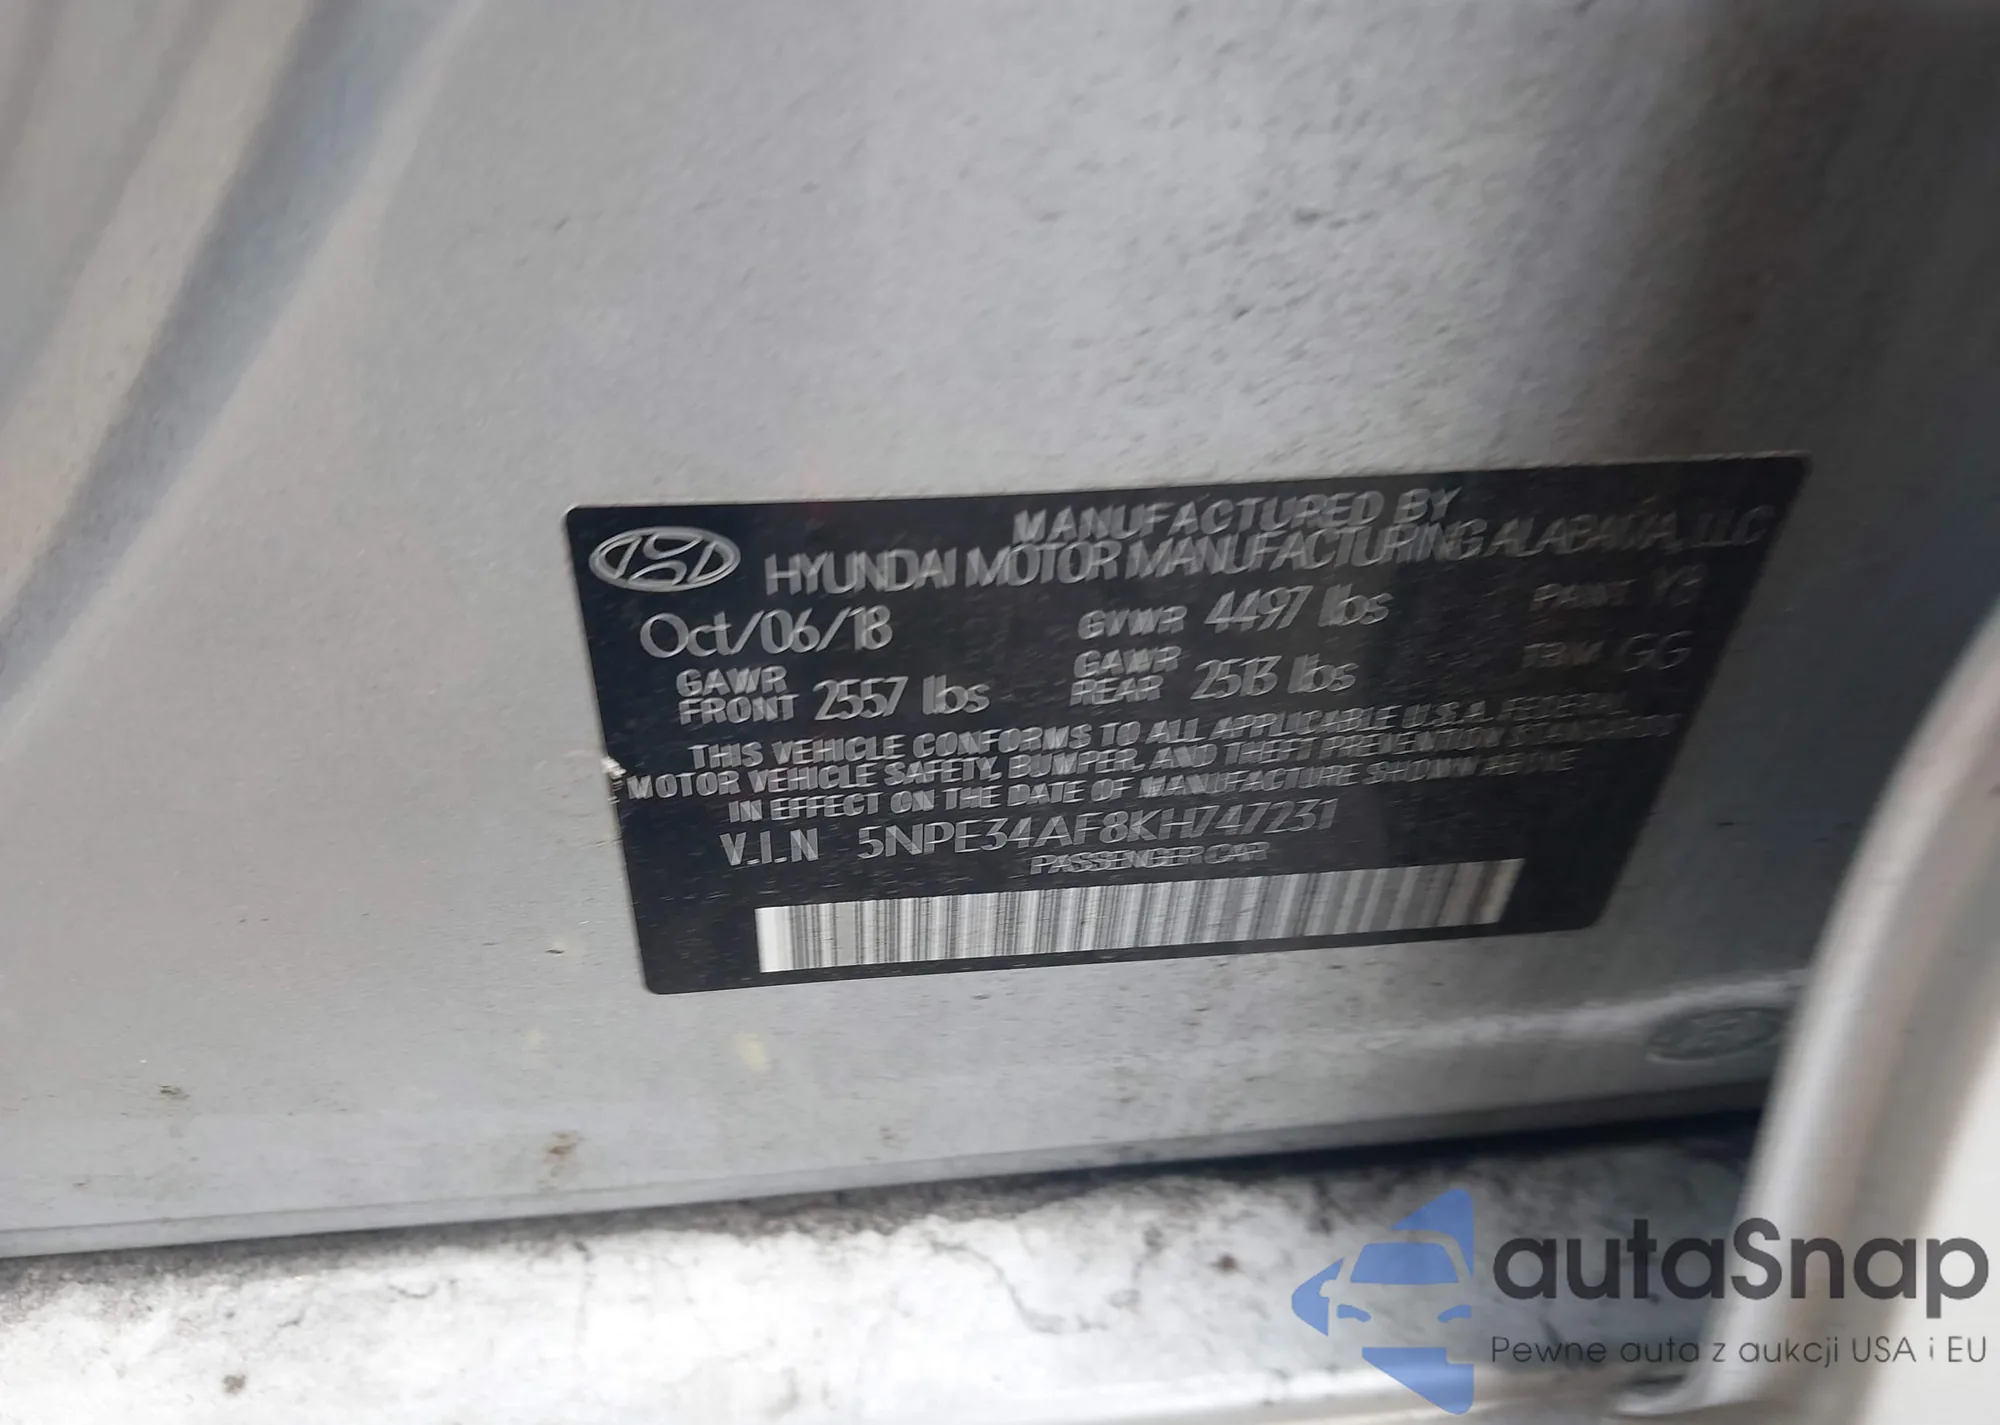 MANUFACTURED BY
HYUNDAI MOTOR MANUFACTURING ALABAMA, LLC
Oct/06/18 GVWR 4497 lbs PAINT Y8
GAWR FRONT 2557 lbs GAWR REAR 2513 lbs TRIM GG
THIS VEHICLE CONFORMS TO ALL APPLICABLE U.S.A. FEDERAL
MOTOR VEHICLE SAFETY, BUMPER, AND THEFT PREVENTION STANDARDS
IN EFFECT ON THE DATE OF MANUFACTURE SHOWN ABOVE
V.I.N 5NPE34AF8KH747231
PASSENGER CAR
autaSnap
Pewne auta z aukcji USA i EU